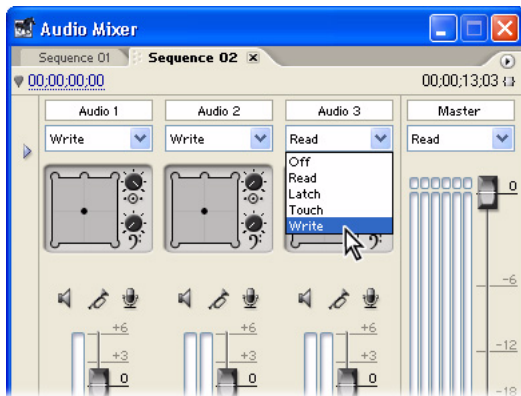 Audio Mixer
Sequence 01 Sequence 02
00;00;00;00 00;00;13;03
Audio 1 Audio 2 Audio 3 Master
Write Write Read Read
Off
Read
Latch
Touch
Write
0
-6
+6 +6 +6
+3 +3 +3
-12
0 0 0
-18